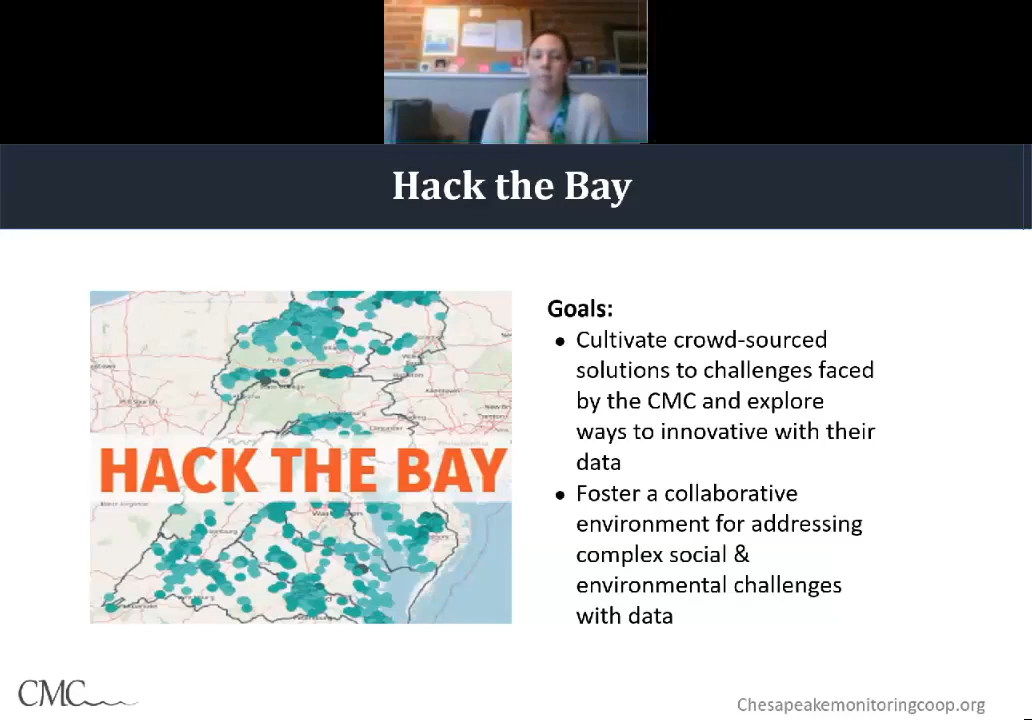 Hack the Bay
HACK THE BAY
Goals:
• Cultivate crowd-sourced
solutions to challenges faced
by the CMC and explore
ways to innovative with their
data
• Foster a collaborative
environment for addressing
complex social &
environmental challenges
with data
CMC
Chesapeakemonitoringcoop.org